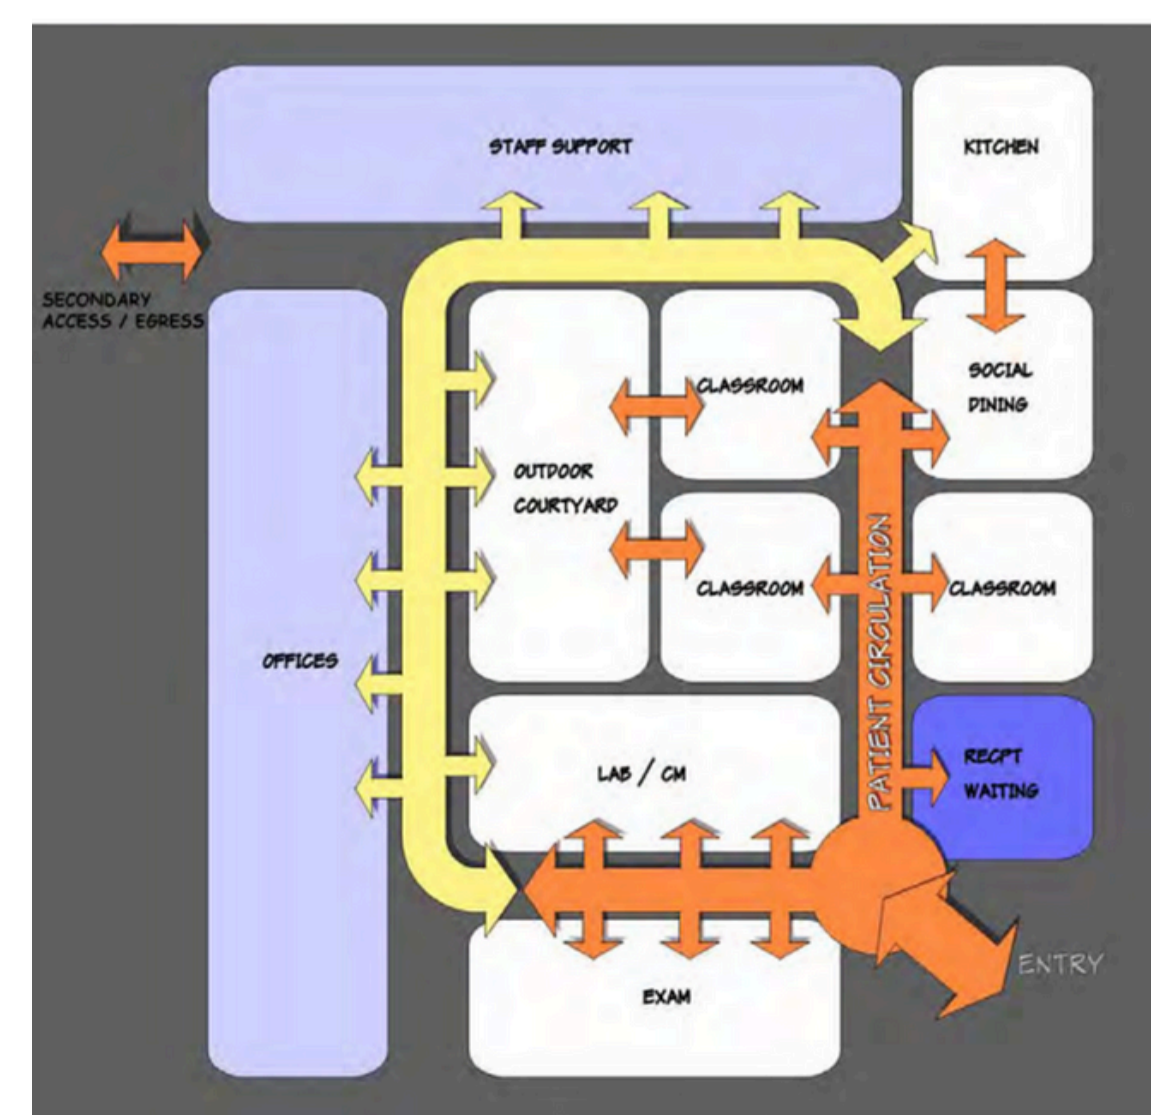 STAFF SUPPORT
KITCHEN
SECONDARY
ACCESS / EGRESS
SOCIAL
DINING
CLASSROOM
OUTDOOR
COURTYARD
CLASSROOM
CLASSROOM
OFFICES
PATIENT CIRCULATION
RECPT
WAITING
LAB / CM
ENTRY
EXAM